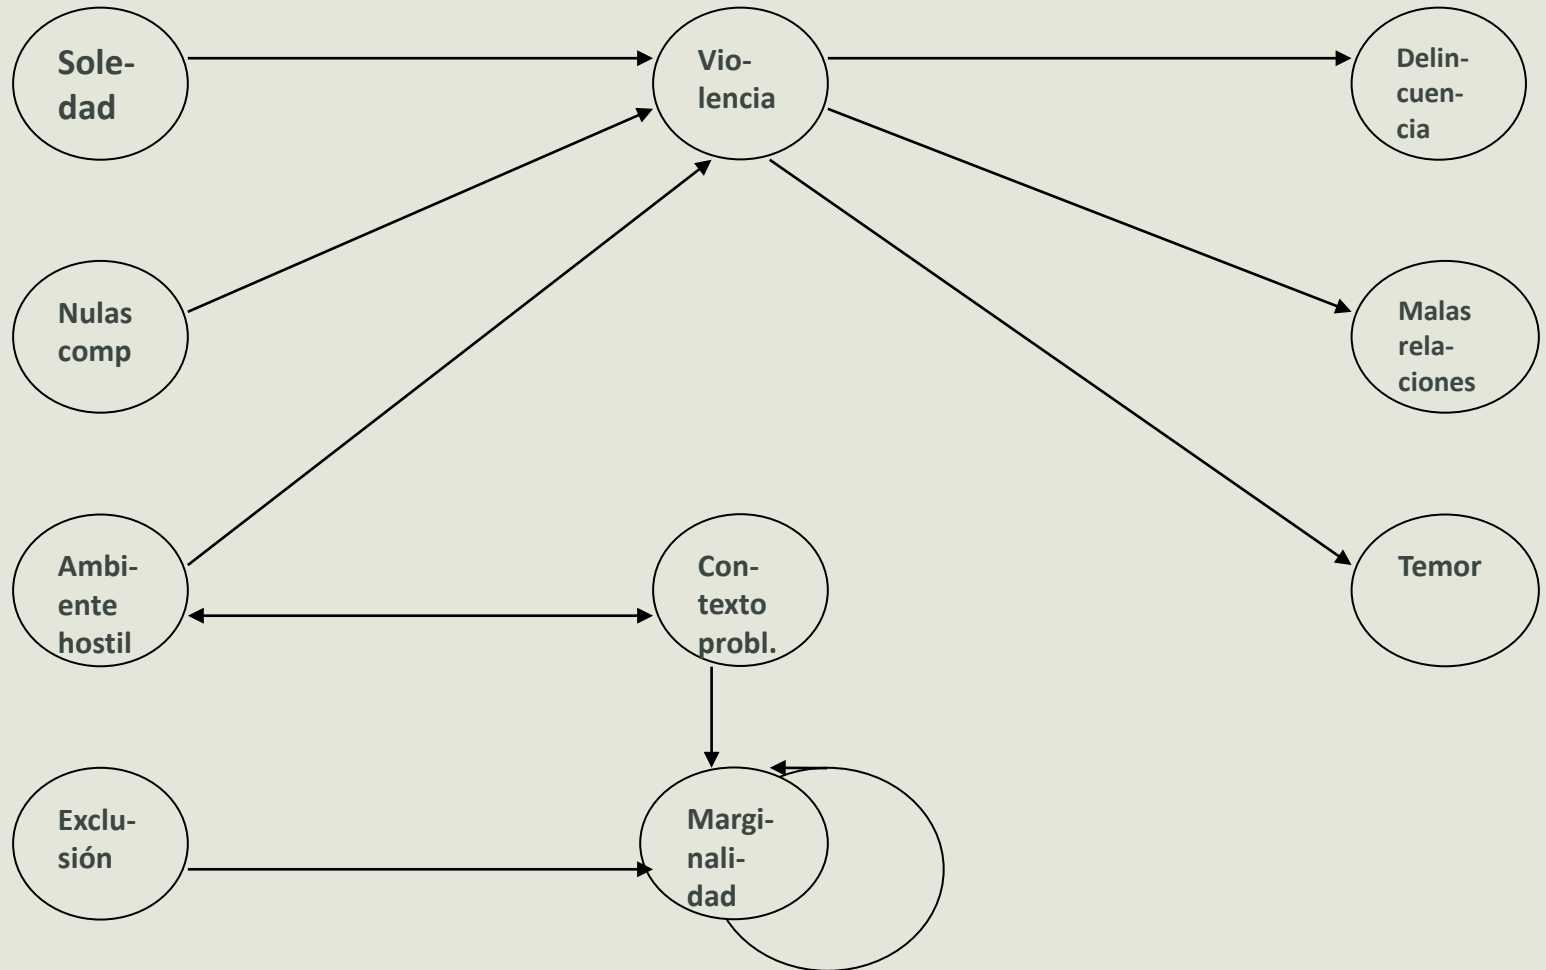 Sole-
dad
Vio-
lencia
Delin-
cuen-
cia
Nulas
comp
Malas
rela-
ciones
Ambi-
ente
hostil
Con-
texto
probl.
Temor
Exclu-
sión
Margi-
nali-
dad